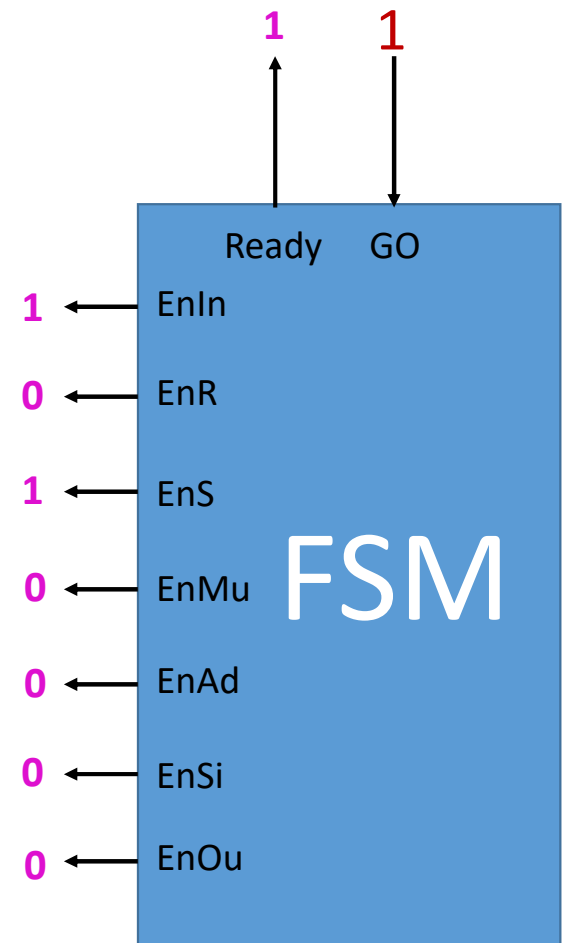 1 1
Ready GO
1 EnIn
0 EnR
1 EnS
0 EnMu
FSM
0 EnAd
0 EnSi
0 EnOu